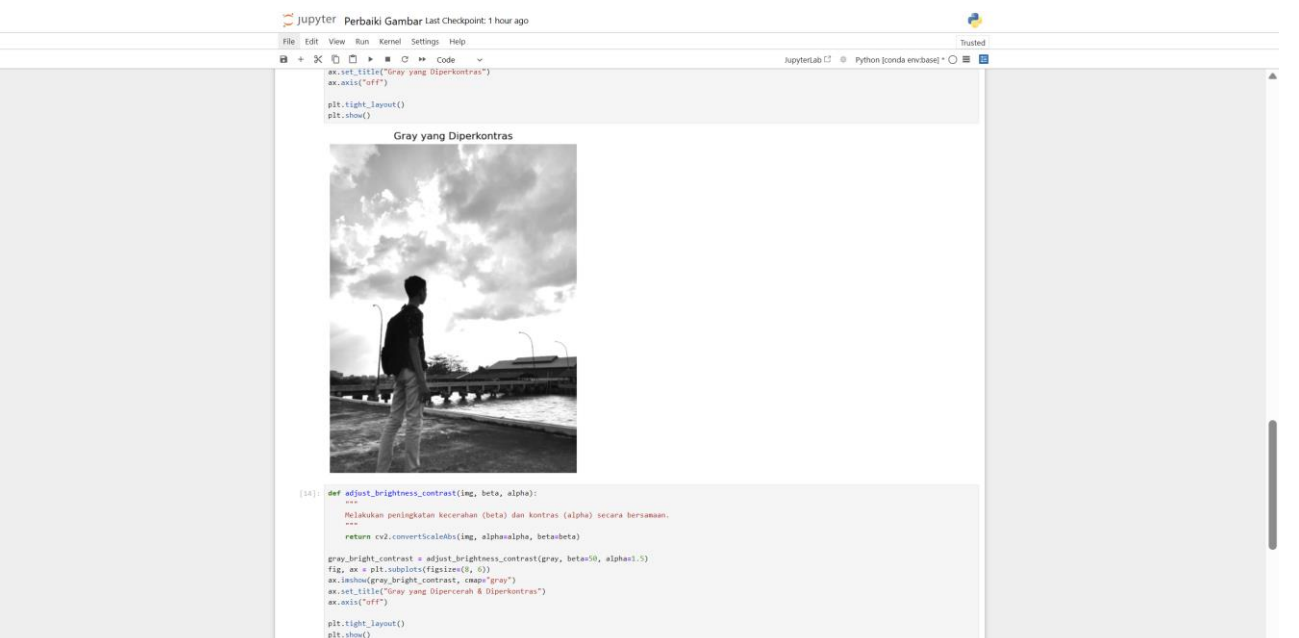 jupyter Perbaiki Gambar Last Checkpoint: 1 hour ago
File Edit View Run Kernel Settings Help
Trusted
Code
JupyterLab
Python [conda env:base] *
ax.set_title("Gray yang Diperkontras")
ax.axis("off")
plt.tight_layout()
plt.show()
Gray yang Diperkontras
[14]: def adjust_brightness_contrast(img, beta, alpha):
"""
Melakukan peningkatan kecerahan (beta) dan kontras (alpha) secara bersamaan.
"""
return cv2.convertScaleAbs(img, alpha=alpha, beta=beta)
gray_bright_contrast = adjust_brightness_contrast(gray, beta=50, alpha=1.5)
fig, ax = plt.subplots(figsize=(8, 6))
ax.imshow(gray_bright_contrast, cmap="gray")
ax.set_title("Gray yang Dipercerah & Diperkontras")
ax.axis("off")
plt.tight_layout()
plt.show()